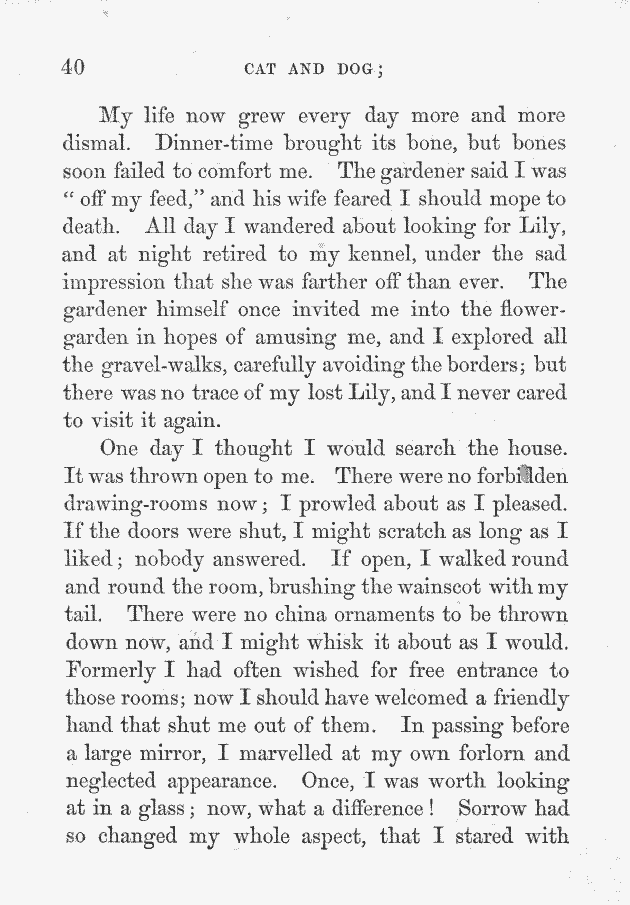 40 CAT AND DOG;
My life now grew every day more and more
dismal. Dinner-time brought its bone, but bones
soon failed to comfort me. The gardener said I was
“ off my feed,” and his wife feared I should mope to
death. All day I wandered about looking for Lily,
and at night retired to my kennel, under the sad
impression that she was farther off than ever. The
gardener himself once invited me into the flower-
garden in hopes of amusing me, and I explored all
the gravel-walks, carefully avoiding the borders; but
there was no trace of my lost Lily, and I never cared
to visit it again.
One day I thought I would search the house.
It was thrown open to me. There were no forbidden
drawing-rooms now; I prowled about as I pleased.
If the doors were shut, I might scratch as long as I
liked; nobody answered. If open, I walked round
and round the room, brushing the wainscot with my
tail. There were no china ornaments to be thrown
down now, and I might whisk it about as I would.
Formerly I had often wished for free entrance to
those rooms; now I should have welcomed a friendly
hand that shut me out of them. In passing before
a large mirror, I marvelled at my own forlorn and
neglected appearance. Once, I was worth looking
at in a glass; now, what a difference! Sorrow had
so changed my whole aspect, that I stared with